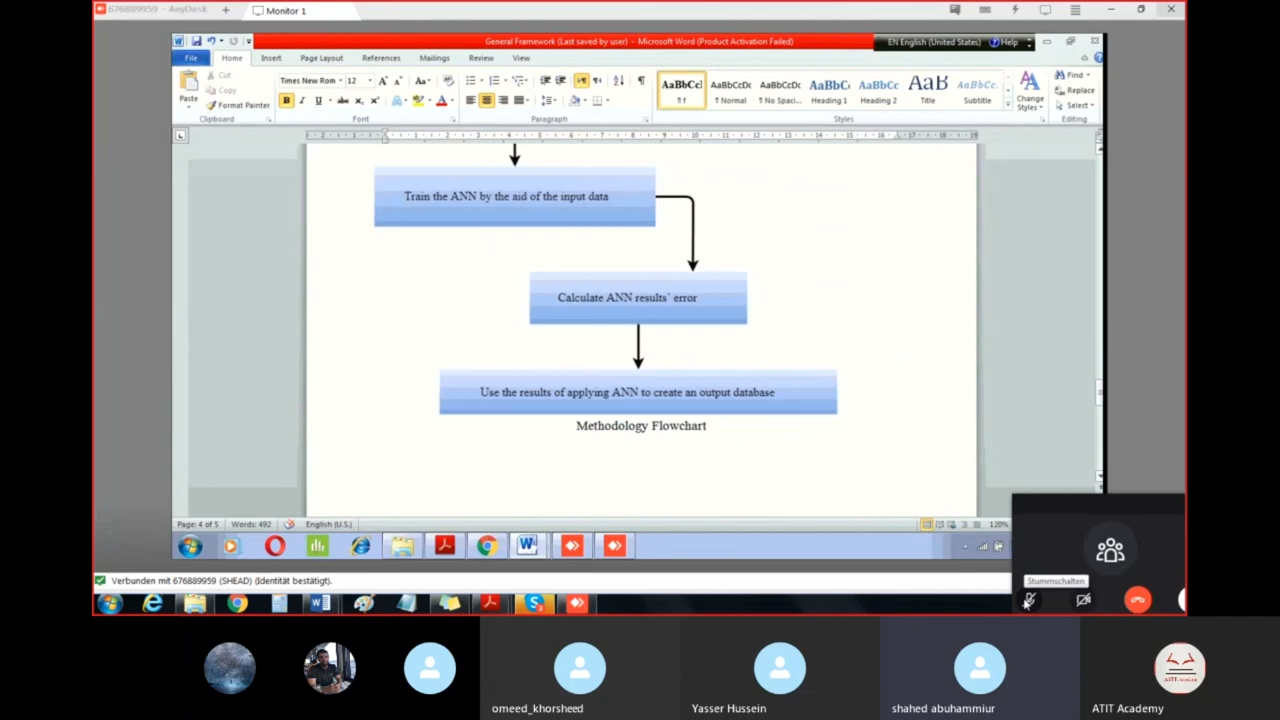 676889959 - AnyDesk
Monitor 1
General Framework (Last saved by user) - Microsoft Word (Product Activation Failed)
EN English (United States)
Help
File
Home
Insert
Page Layout
References
Mailings
Review
View
Cut
Copy
Format Painter
Paste
Clipboard
Times New Rom
12
Font
Paragraph
AaBbCcI
¶ f
AaBbCcDc
¶ Normal
AaBbCcDc
¶ No Spaci...
AaBbC
Heading 1
AaBbCc
Heading 2
AaB
Title
AaBbCc.
Subtitle
Change
Styles
Styles
Find
Replace
Select
Editing
Train the ANN by the aid of the input data
Calculate ANN results' error
Use the results of applying ANN to create an output database
Methodology Flowchart
Page: 4 of 5
Words: 492
English (U.S.)
120%
Stummschalten
Verbunden mit 676889959 (SHEAD) (Identität bestätigt).
omeed_khorsheed
Yasser Hussein
shahed abuhammiur
ATIT Academy